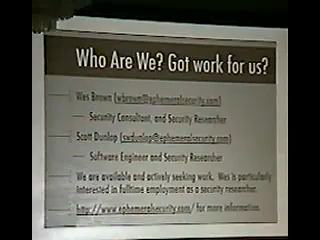 Who Are We? Got work for us?
Wes Brown (wbrown@ephemeralsecurity.com)
— Security Consultant, and Security Researcher
Scott Dunlop (swdunlop@ephemeralsecurity.com)
— Software Engineer and Security Researcher
We are available and actively seeking work. Wes is particularly
interested in fulltime employment as a security researcher.
http://www.ephemeralsecurity.com/ for more information.